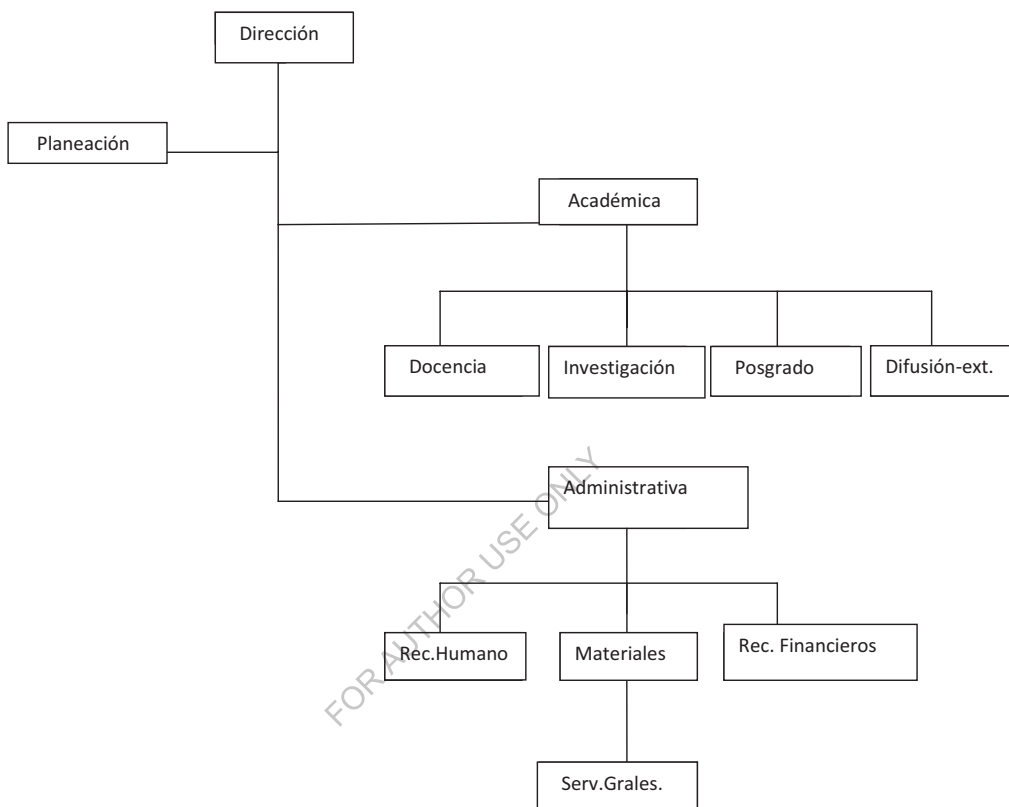 Dirección
Planeación
Académica
Docencia
Investigación
Posgrado
Difusión-ext.
Administrativa
Rec.Humano
Materiales
Rec. Financieros
Serv.Grales.
FOR AUTHOR USE ONLY